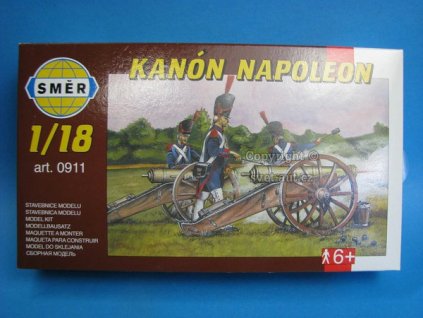 SMĚR
KANÓN NAPOLEON
1/18
art. 0911
Copyright
STAVEBNICE MODELU
STAVEBNICA MODELU
MODEL KIT
MODELLBAUSATZ
MAQUETTE A MONTER
MAQUETA PARA CONSTRUIR
MODEL DO SKLEJANIA
СБОРНАЯ МОДЕЛЬ
6+